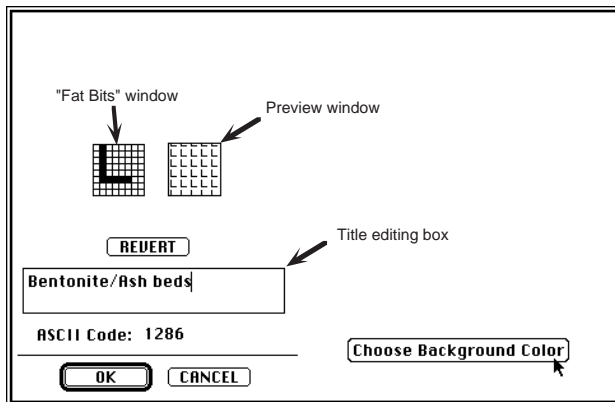 "Fat Bits" window
Preview window
REVERT
Title editing box
Bentonite/Ash beds
ASCII Code: 1286
Choose Background Color
OK
CANCEL